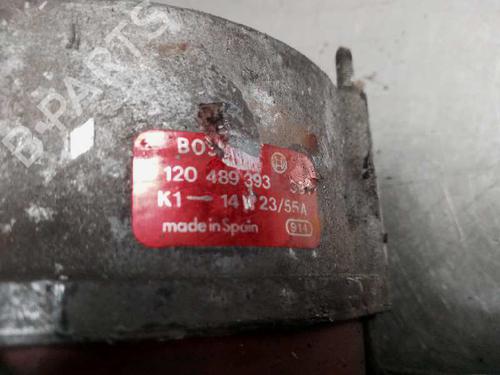 B-PARTS
BOS
120 489 393
K1 → 14V 23/55A
made in Spain
914